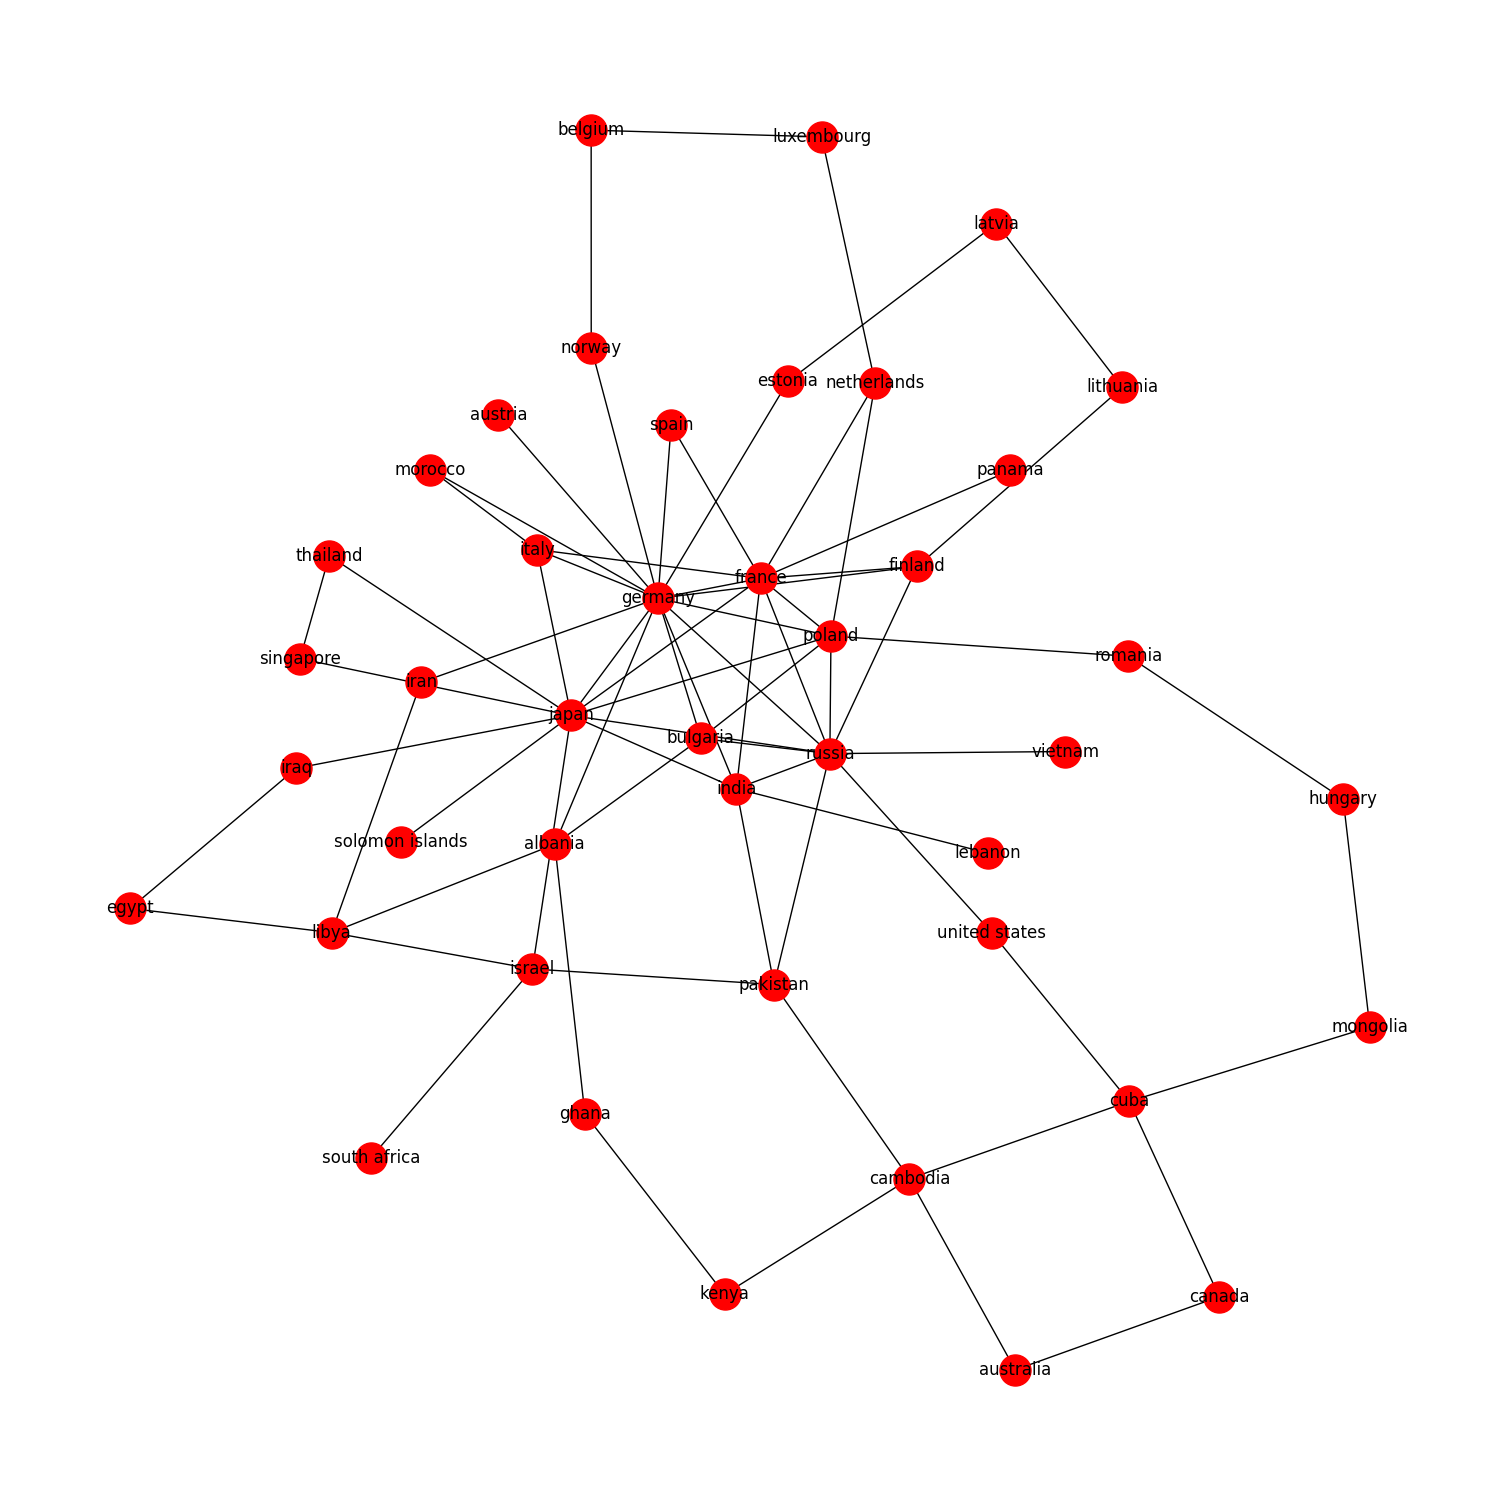 belgium
luxembourg
latvia
norway
estonia
netherlands
lithuania
austria
spain
morocco
panama
thailand
italy
france
finland
germany
poland
singapore
romania
iran
japan
bulgaria
russia
vietnam
iraq
india
hungary
solomon islands
albania
lebanon
egypt
libya
united states
israel
pakistan
mongolia
cuba
ghana
south africa
cambodia
kenya
canada
australia